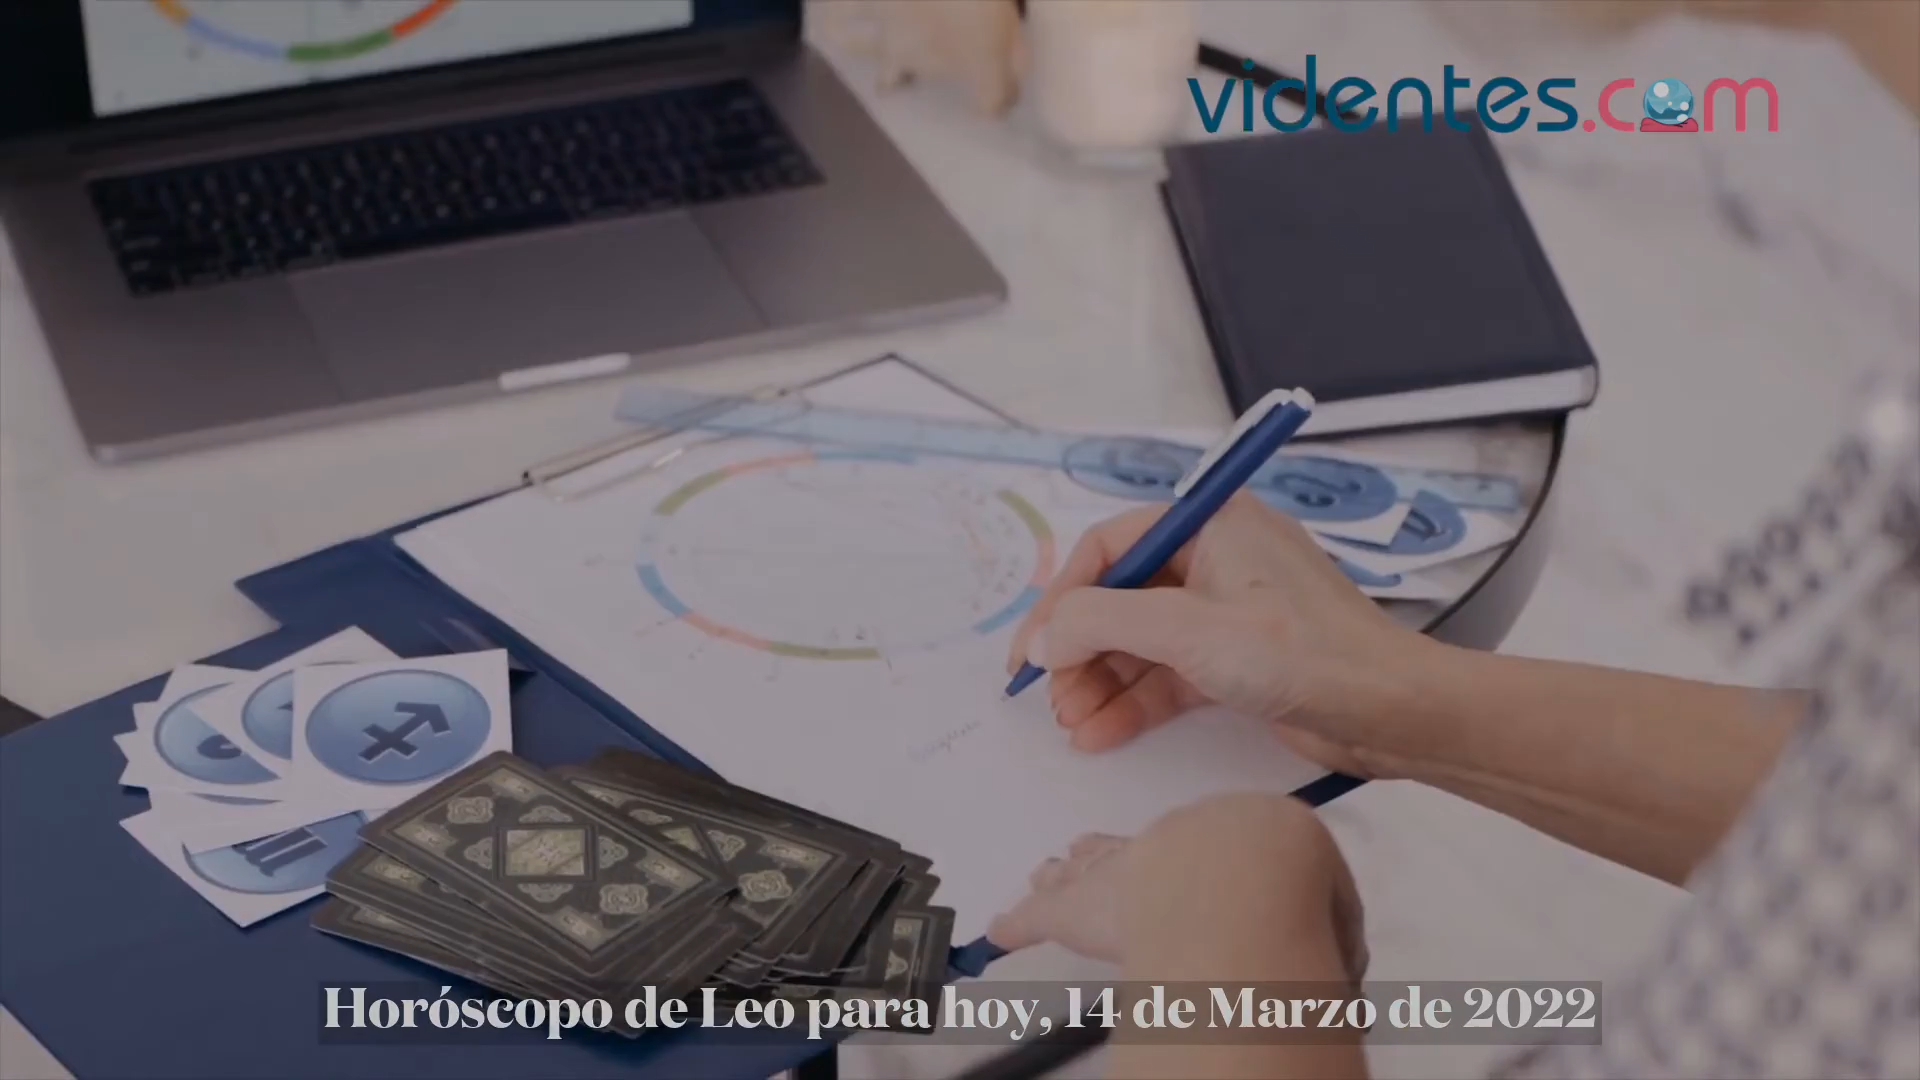 videntes.com
Horóscopo de Leo para hoy, 14 de Marzo de 2022